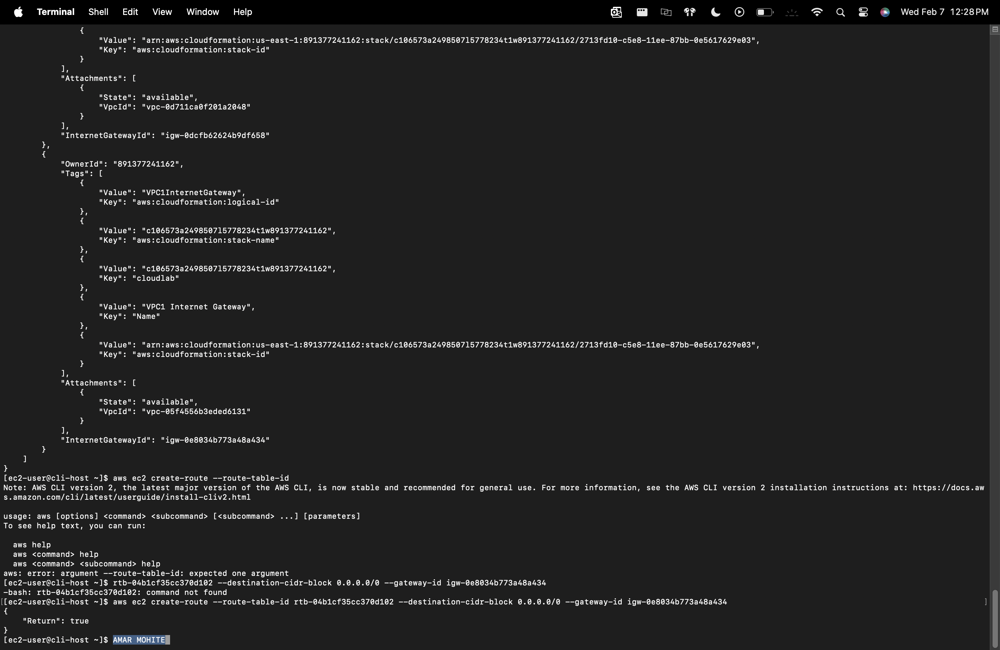 Terminal Shell Edit View Window Help Wed Feb 7 12:28 PM
{
"Value": "arn:aws:cloudformation:us-east-1:891377241162:stack/c106573a2498507l5778234t1w891377241162/2713fd10-c5e8-11ee-87bb-0e5617629e03",
"Key": "aws:cloudformation:stack-id"
}
],
"Attachments": [
{
"State": "available",
"VpcId": "vpc-0d711ca0f201a2048"
}
],
"InternetGatewayId": "igw-0dcfb62624b9df658"
},
{
"OwnerId": "891377241162",
"Tags": [
{
"Value": "VPC1InternetGateway",
"Key": "aws:cloudformation:logical-id"
},
{
"Value": "c106573a2498507l5778234t1w891377241162",
"Key": "aws:cloudformation:stack-name"
},
{
"Value": "c106573a2498507l5778234t1w891377241162",
"Key": "cloudlab"
},
{
"Value": "VPC1 Internet Gateway",
"Key": "Name"
},
{
"Value": "arn:aws:cloudformation:us-east-1:891377241162:stack/c106573a2498507l5778234t1w891377241162/2713fd10-c5e8-11ee-87bb-0e5617629e03",
"Key": "aws:cloudformation:stack-id"
}
],
"Attachments": [
{
"State": "available",
"VpcId": "vpc-05f4556b3eded6131"
}
],
"InternetGatewayId": "igw-0e8034b773a48a434"
}
]
}
[ec2-user@cli-host ~]$ aws ec2 create-route --route-table-id
Note: AWS CLI version 2, the latest major version of the AWS CLI, is now stable and recommended for general use. For more information, see the AWS CLI version 2 installation instructions at: https://docs.aw
s.amazon.com/cli/latest/userguide/install-cliv2.html
usage: aws [options] <command> <subcommand> [<subcommand> ...] [parameters]
To see help text, you can run:
aws help
aws <command> help
aws <command> <subcommand> help
aws: error: argument --route-table-id: expected one argument
[ec2-user@cli-host ~]$ rtb-04b1cf35cc370d102 --destination-cidr-block 0.0.0.0/0 --gateway-id igw-0e8034b773a48a434
-bash: rtb-04b1cf35cc370d102: command not found
[[ec2-user@cli-host ~]$ aws ec2 create-route --route-table-id rtb-04b1cf35cc370d102 --destination-cidr-block 0.0.0.0/0 --gateway-id igw-0e8034b773a48a434 ]
{
"Return": true
}
[ec2-user@cli-host ~]$ AMAR MOHITE